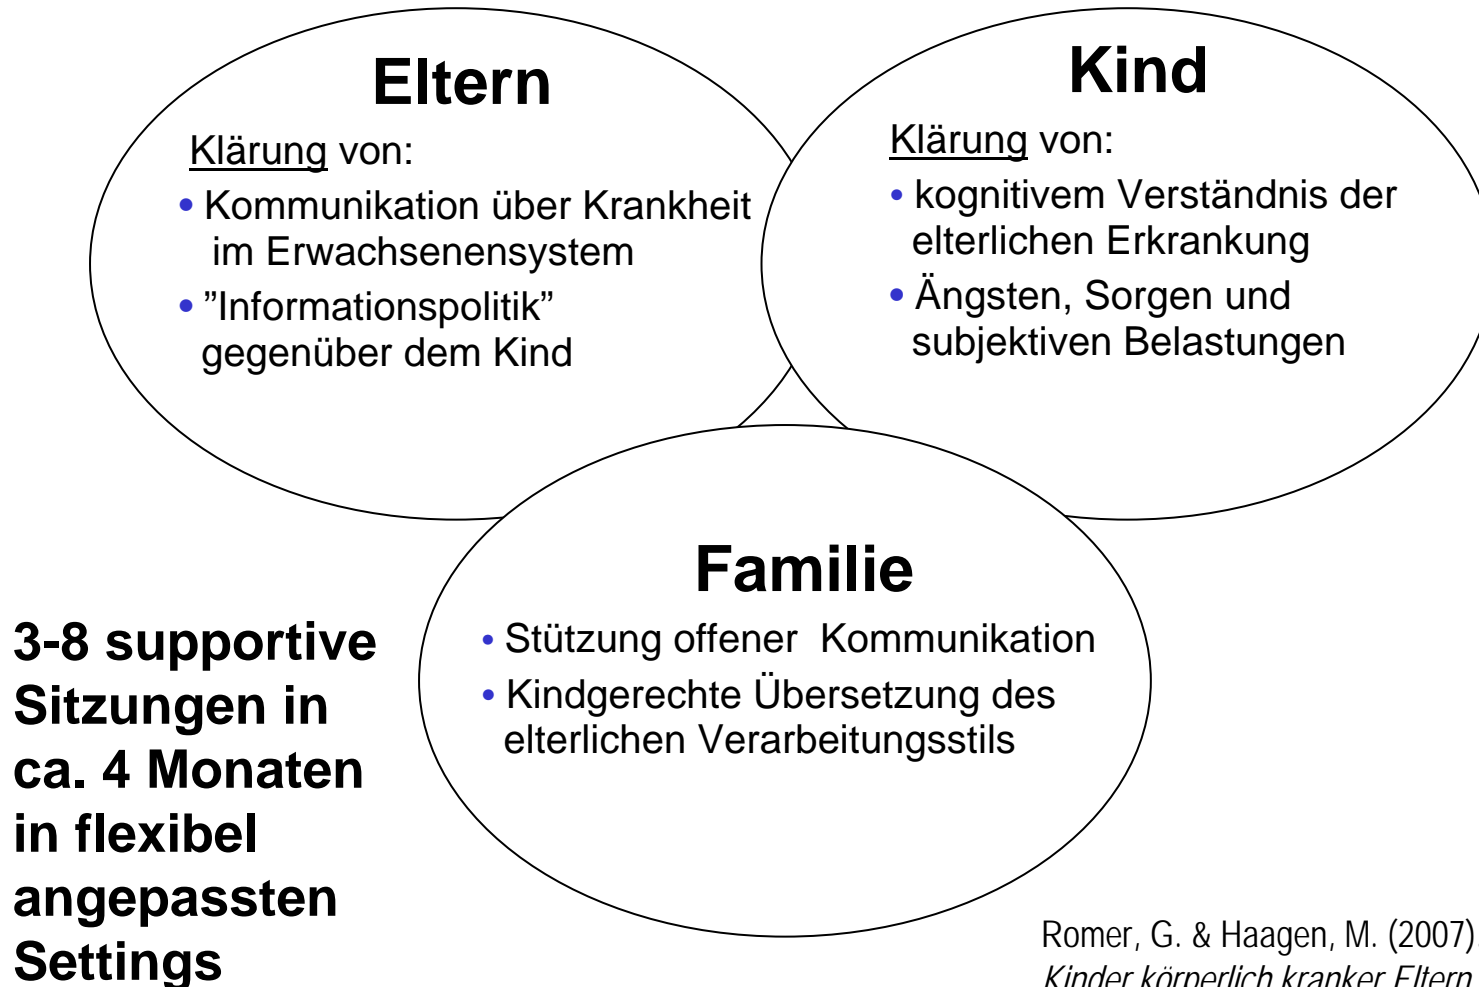 Eltern
Klärung von:
• Kommunikation über Krankheit
im Erwachsenensystem
• ”Informationspolitik”
gegenüber dem Kind
Kind
Klärung von:
• kognitivem Verständnis der
elterlichen Erkrankung
• Ängsten, Sorgen und
subjektiven Belastungen
Familie
• Stützung offener Kommunikation
• Kindgerechte Übersetzung des
elterlichen Verarbeitungsstils
3-8 supportive
Sitzungen in
ca. 4 Monaten
in flexibel
angepassten
Settings
Romer, G. & Haagen, M. (2007).
Kinder körperlich kranker Eltern